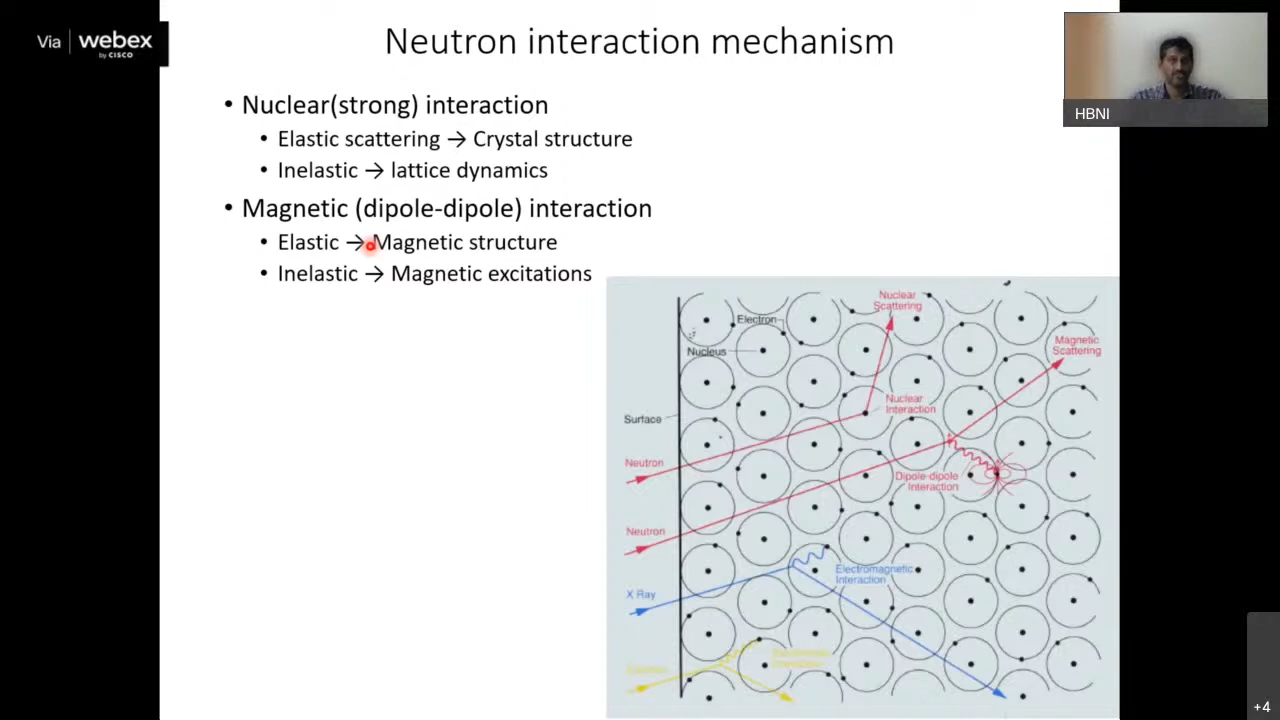 Via webex
by CISCO
Neutron interaction mechanism
HBNI
• Nuclear(strong) interaction
• Elastic scattering → Crystal structure
• Inelastic → lattice dynamics
• Magnetic (dipole-dipole) interaction
• Elastic → Magnetic structure
• Inelastic → Magnetic excitations
Nuclear
Scattering
Electron
Magnetic
Scattering
Nucleus
Nuclear
Interaction
Surface
Neutron
Dipole-dipole
Interaction
Neutron
Electromagnetic
Interaction
X Ray
+4